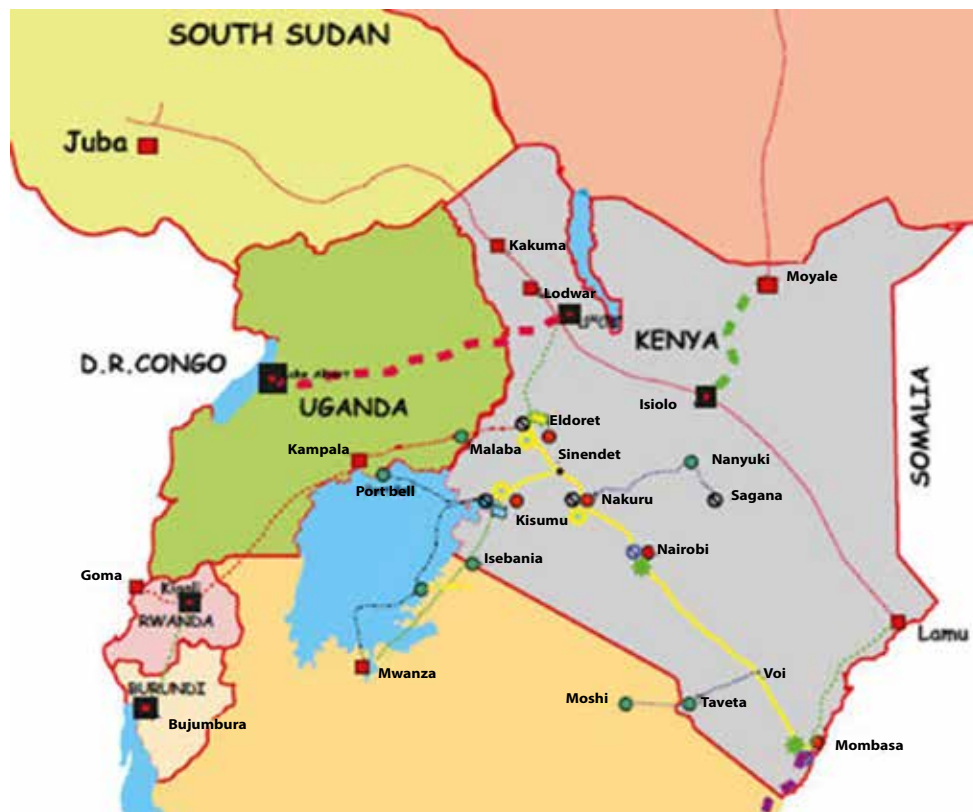 SOUTH SUDAN
Juba
Kakuma
Lodwar
Moyale
KENYA
D.R.CONGO
UGANDA
Isiolo
SOMALIA
Eldoret
Kampala
Malaba
Sinendet
Nanyuki
Port bell
Kisumu
Nakuru
Sagana
Isebania
Nairobi
Goma
Kigali
RWANDA
Lamu
Mwanza
Voi
BURUNDI
Moshi
Taveta
Bujumbura
Mombasa